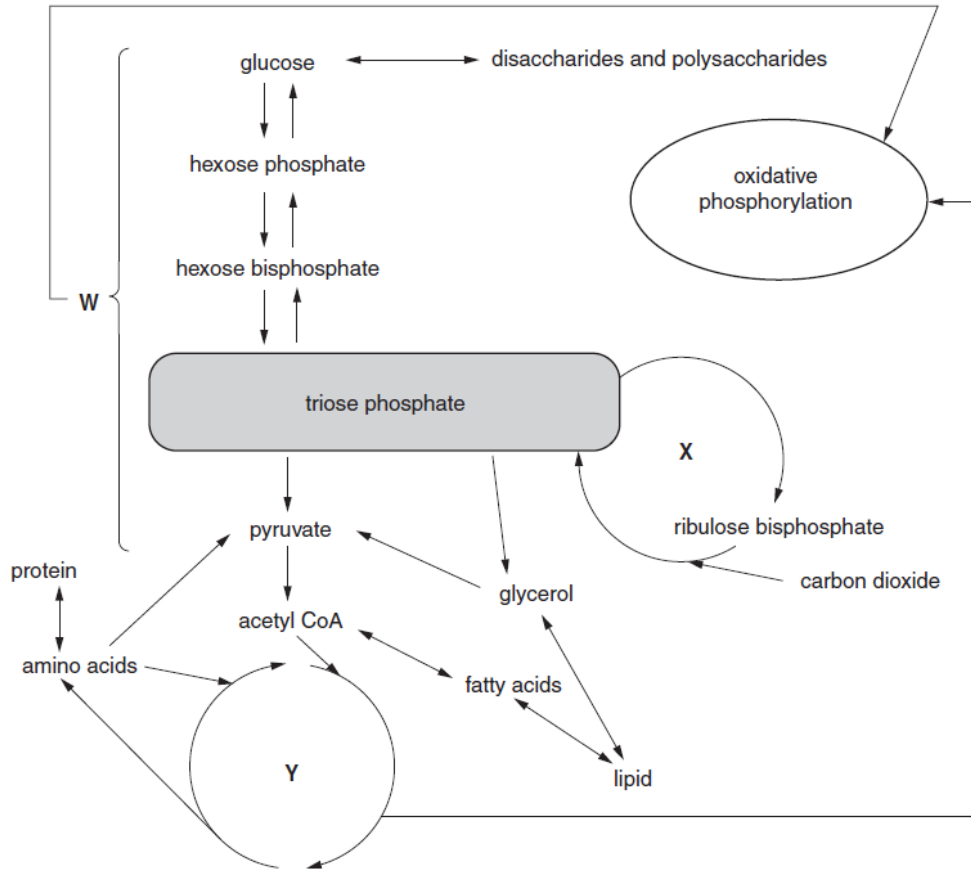 glucose
disaccharides and polysaccharides
hexose phosphate
oxidative
phosphorylation
hexose bisphosphate
W
triose phosphate
X
pyruvate
ribulose bisphosphate
protein
carbon dioxide
glycerol
acetyl CoA
amino acids
fatty acids
Y
lipid